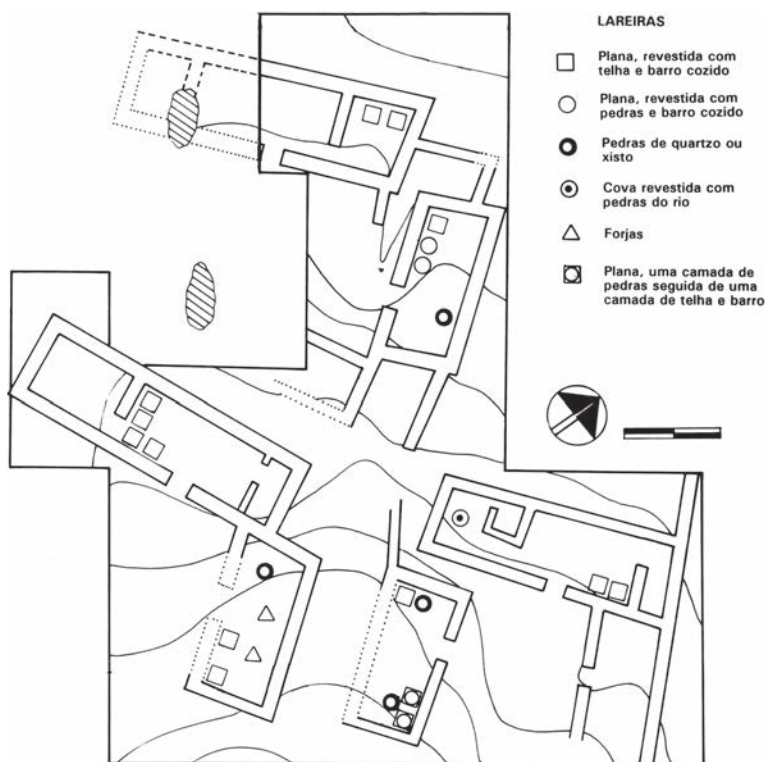 LAREIRAS
Plana, revestida com
telha e barro cozido
Plana, revestida com
pedras e barro cozido
Pedras de quartzo ou
xisto
Cova revestida com
pedras do rio
Forjas
Plana, uma camada de
pedras seguida de uma
camada de telha e barro